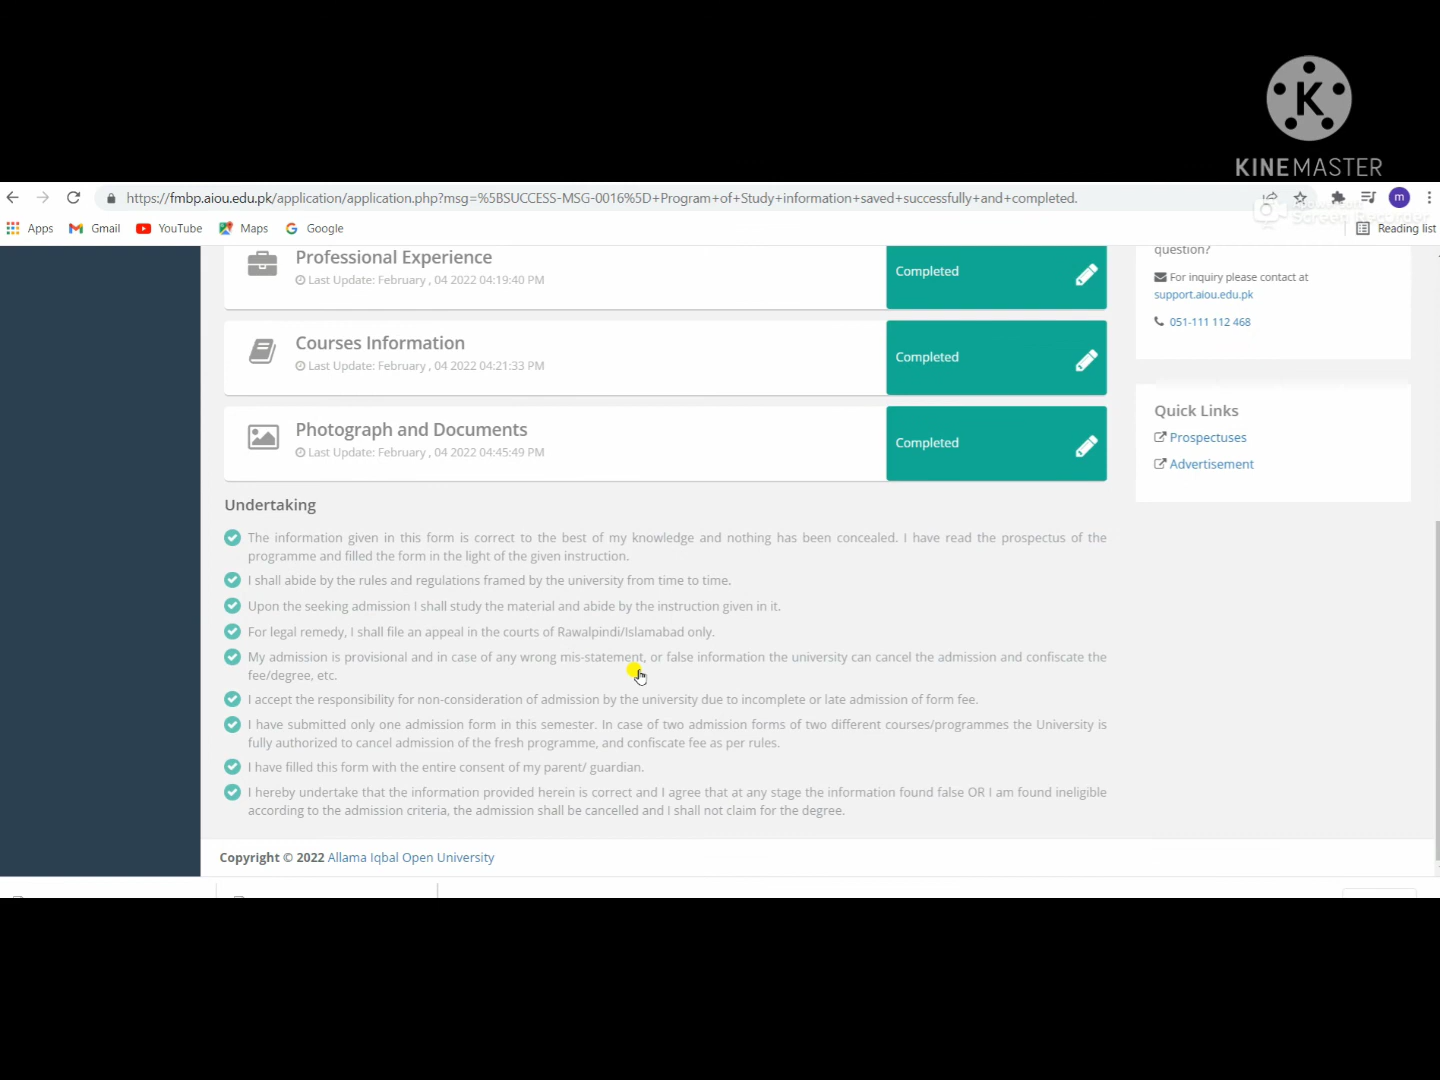 K
KINEMASTER
https://fmbp.aiou.edu.pk/application/application.php?msg=%5BSUCCESS-MSG-0016%5D+Program+of+Study+information+saved+successfully+and+completed.
m
Apps
Gmail
YouTube
Maps
Google
Screen Recorder
Reading list
Professional Experience
Last Update: February , 04 2022 04:19:40 PM
Completed
question?
For inquiry please contact at
support.aiou.edu.pk
051-111 112 468
Courses Information
Last Update: February , 04 2022 04:21:33 PM
Completed
Photograph and Documents
Last Update: February , 04 2022 04:45:49 PM
Completed
Quick Links
Prospectuses
Advertisement
Undertaking
The information given in this form is correct to the best of my knowledge and nothing has been concealed. I have read the prospectus of the
programme and filled the form in the light of the given instruction.
I shall abide by the rules and regulations framed by the university from time to time.
Upon the seeking admission I shall study the material and abide by the instruction given in it.
For legal remedy, I shall file an appeal in the courts of Rawalpindi/Islamabad only.
My admission is provisional and in case of any wrong mis-statement, or false information the university can cancel the admission and confiscate the
fee/degree, etc.
I accept the responsibility for non-consideration of admission by the university due to incomplete or late admission of form fee.
I have submitted only one admission form in this semester. In case of two admission forms of two different courses/programmes the University is
fully authorized to cancel admission of the fresh programme, and confiscate fee as per rules.
I have filled this form with the entire consent of my parent/ guardian.
I hereby undertake that the information provided herein is correct and I agree that at any stage the information found false OR I am found ineligible
according to the admission criteria, the admission shall be cancelled and I shall not claim for the degree.
Copyright © 2022 Allama Iqbal Open University